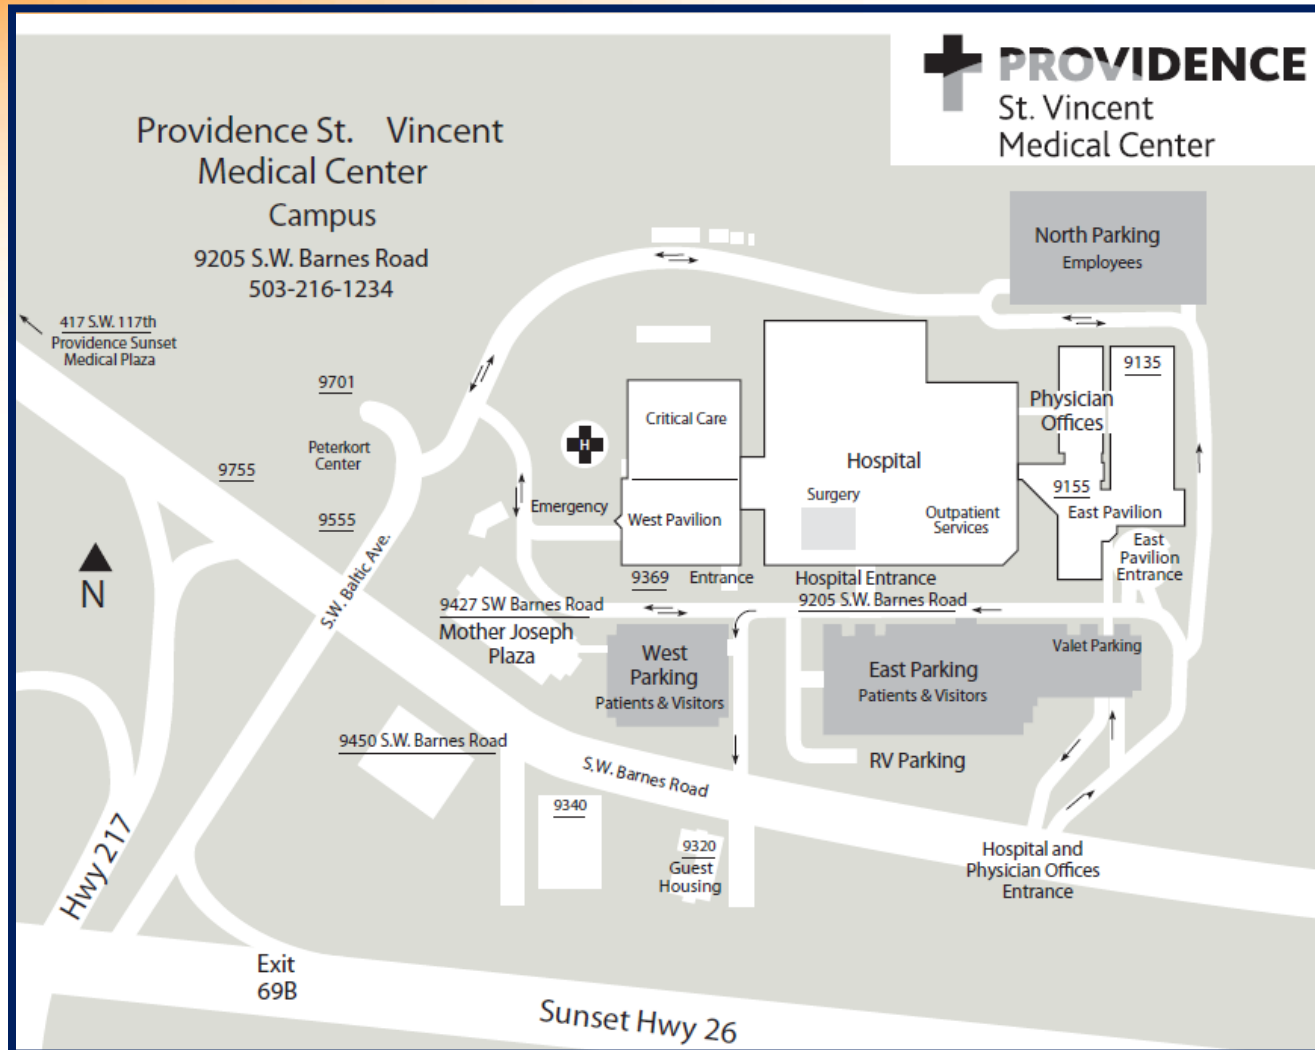 PROVIDENCE
St. Vincent
Medical Center
Providence St. Vincent
Medical Center
Campus
9205 S.W. Barnes Road
503-216-1234
North Parking
Employees
417 S.W. 117th
Providence Sunset
Medical Plaza
9701
Peterkort
Center
9755
9555
S.W. Baltic Ave.
N
H
Critical Care
Emergency
West Pavilion
Hospital
Surgery
Outpatient
Services
Physician
Offices
9135
9155
East Pavilion
East
Pavilion
Entrance
9369 Entrance
Hospital Entrance
9205 S.W. Barnes Road
9427 SW Barnes Road
Mother Joseph
Plaza
West
Parking
Patients & Visitors
East Parking
Patients & Visitors
Valet Parking
RV Parking
9450 S.W. Barnes Road
S.W. Barnes Road
9340
9320
Guest
Housing
Hospital and
Physician Offices
Entrance
Hwy 217
Exit
69B
Sunset Hwy 26